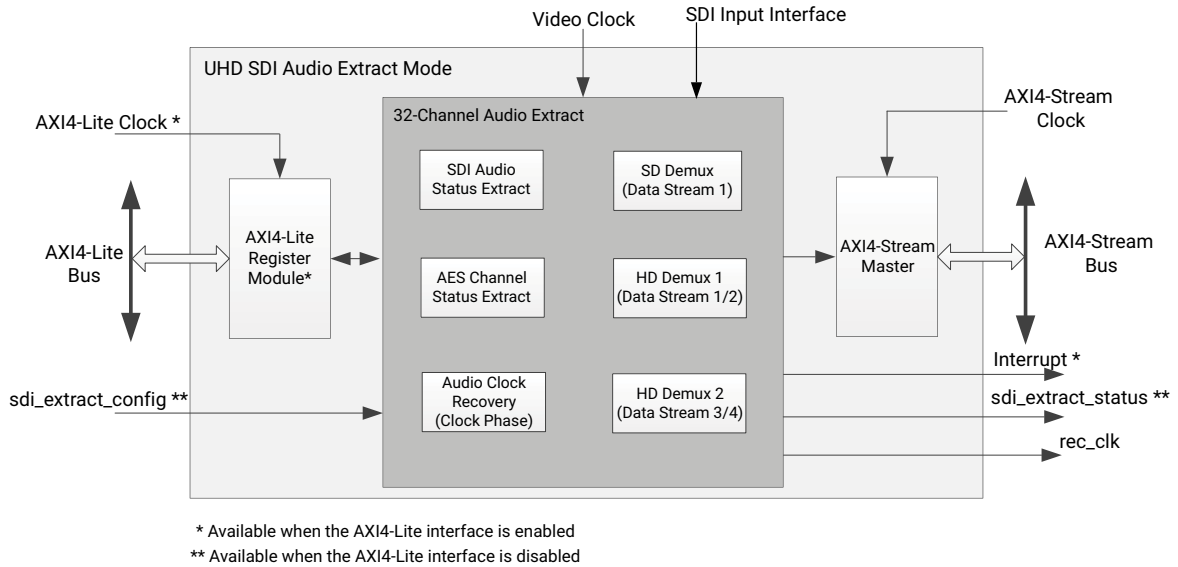 Video Clock
SDI Input Interface
UHD SDI Audio Extract Mode
AXI4-Lite Clock *
32-Channel Audio Extract
AXI4-Stream
Clock
SDI Audio
Status Extract
SD Demux
(Data Stream 1)
AXI4-Lite
Bus
AXI4-Lite
Register
Module*
AES Channel
Status Extract
HD Demux 1
(Data Stream 1/2)
AXI4-Stream
Master
AXI4-Stream
Bus
Interrupt *
sdi_extract_config **
Audio Clock
Recovery
(Clock Phase)
HD Demux 2
(Data Stream 3/4)
sdi_extract_status **
rec_clk
* Available when the AXI4-Lite interface is enabled
** Available when the AXI4-Lite interface is disabled